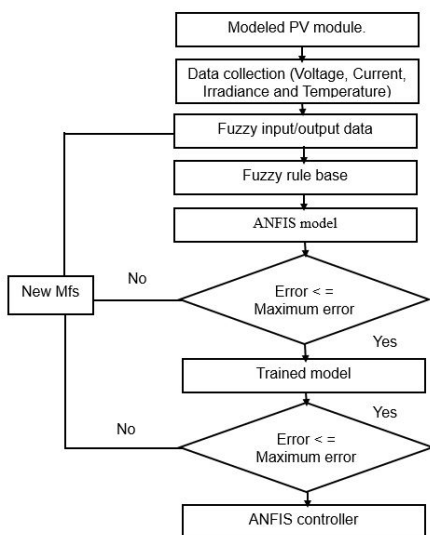 Modeled PV module.
Data collection (Voltage, Current,
Irradiance and Temperature)
Fuzzy input/output data
Fuzzy rule base
ANFIS model
New Mfs
No
Error < =
Maximum error
Yes
Trained model
No
Yes
Error < =
Maximum error
ANFIS controller